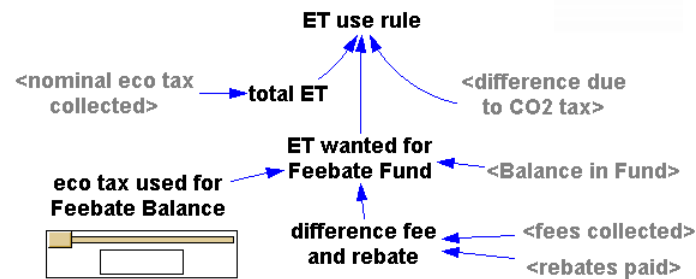 ET use rule
<nominal eco tax
collected>
total ET
<difference due
to CO2 tax>
ET wanted for
Feebate Fund
<Balance in Fund>
eco tax used for
Feebate Balance
difference fee
and rebate
<fees collected>
<rebates paid>